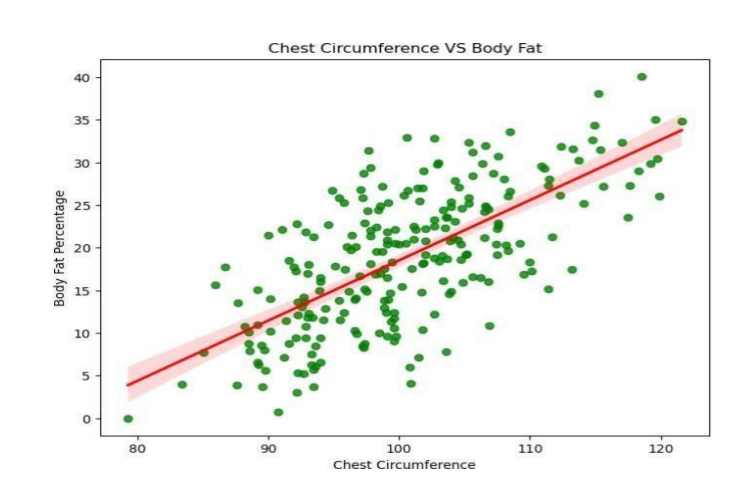 Chest Circumference VS Body Fat
Body Fat Percentage
40
35
30
25
20
15
10
5
0
80 90 100 110 120
Chest Circumference